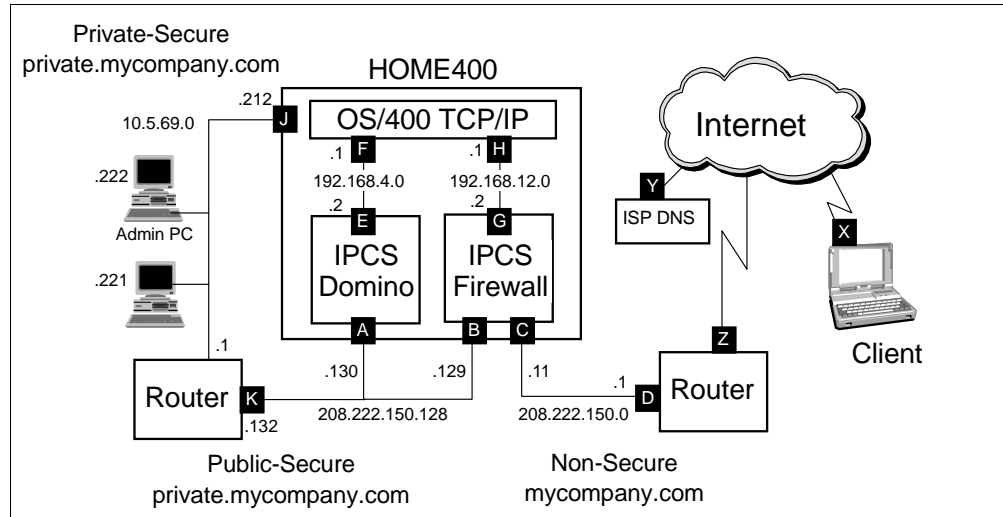 Private-Secure
private.mycompany.com
HOME400
.212
J
OS/400 TCP/IP
10.5.69.0
.1
F
.1
H
192.168.4.0
192.168.12.0
.222
Admin PC
.2
E
.2
G
IPCS
Domino
IPCS
Firewall
.221
A
B
C
.1
Router
K
.132
.130
.129
.11
208.222.150.128
.1
D
208.222.150.0
Router
Z
Internet
Y
ISP DNS
X
Client
Public-Secure
private.mycompany.com
Non-Secure
mycompany.com